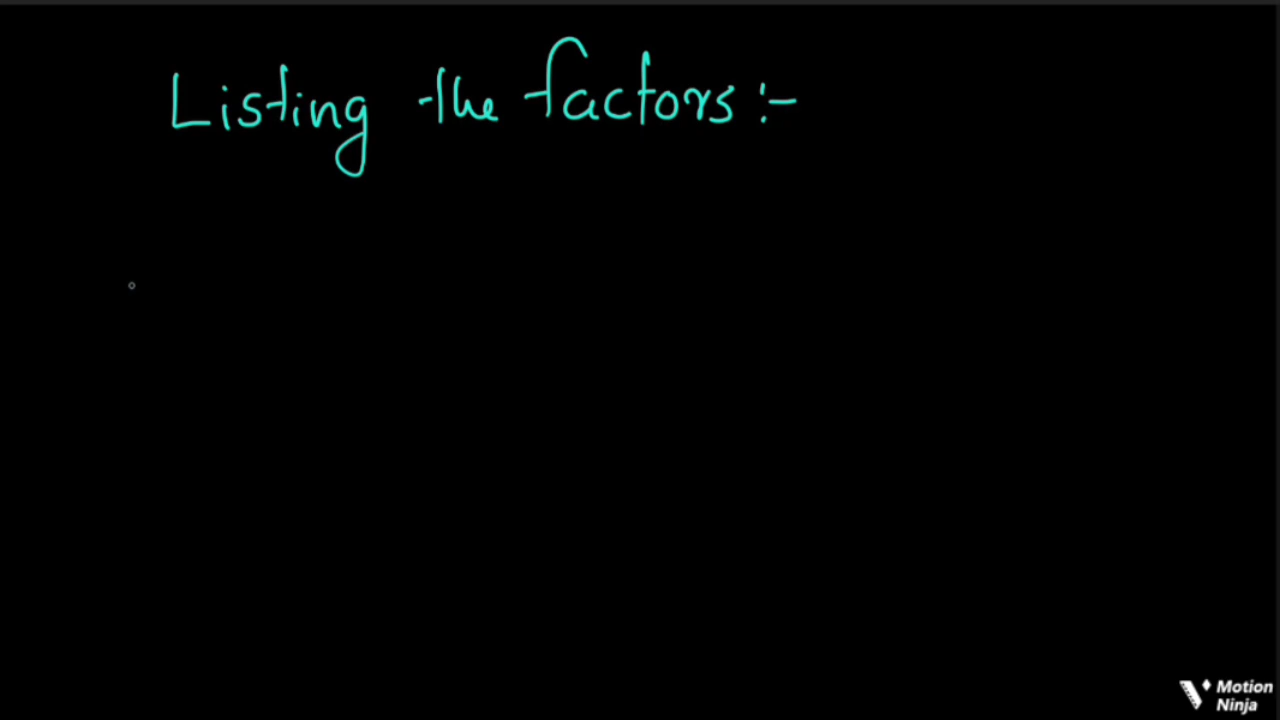 Listing the factors :-
Motion
Ninja